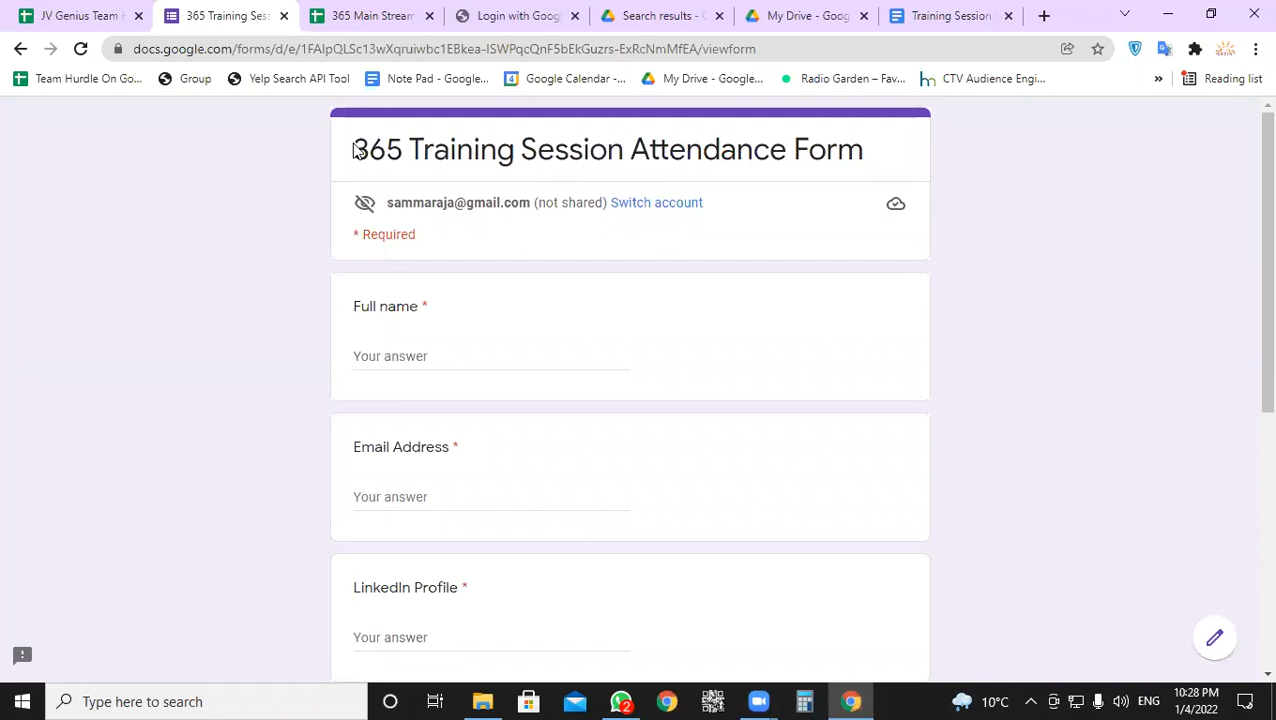 JV Genius Team
365 Training Ses
365 Main Stream
Login with Goog
Search results - G
My Drive - Goog
Training Session
docs.google.com/forms/d/e/1FAIpQLSc13wXqruiwbc1EBkea-ISWPqcQnF5bEkGuzrs-ExRcNmMfEA/viewform
Team Hurdle On Go...
Group
Yelp Search API Tool
Note Pad - Google...
Google Calendar -...
My Drive - Google...
Radio Garden – Fav...
CTV Audience Engi...
»
Reading list
365 Training Session Attendance Form
sammaraja@gmail.com (not shared) Switch account
* Required
Full name *
Your answer
Email Address *
Your answer
LinkedIn Profile *
Your answer
Type here to search
2
10°C
ENG
10:28 PM
1/4/2022